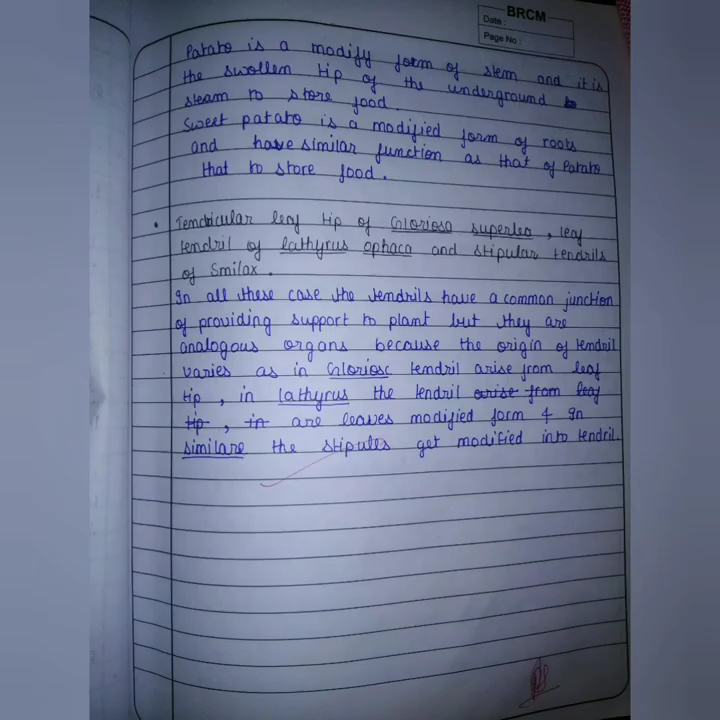 BRCM
Date :
Page No :
Patato is a modify form of stem and it is
the swollen tip of the underground
steam to store food.
Sweet patato is a modified form of roots
and have similar function as that of Patato
that to store food.
• leaf tip of Gloriosa superlea, leaf
tendril of lathyrus ophaca and stipular tendrils
of Smilax.
In all these case the tendrils have a common junction
of providing support to plant but they are
analogous organs because the origin of tendril
varies as in Gloriosc tendril arise from leaf
tip, in lathyrus the tendril arise from leaf
tip, in are leaves modified form & In
similare the stipules get modified into tendril.